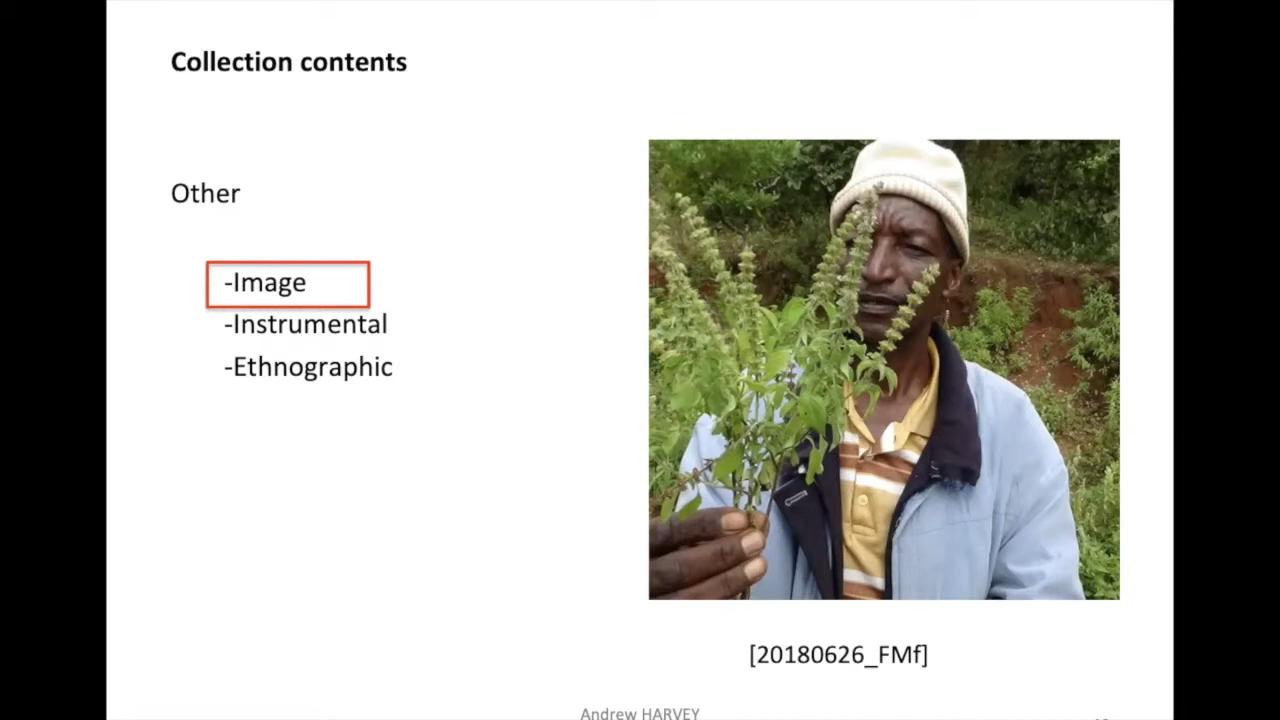 Collection contents
Other
-Image
-Instrumental
-Ethnographic
[20180626_FMf]
Andrew HARVEY